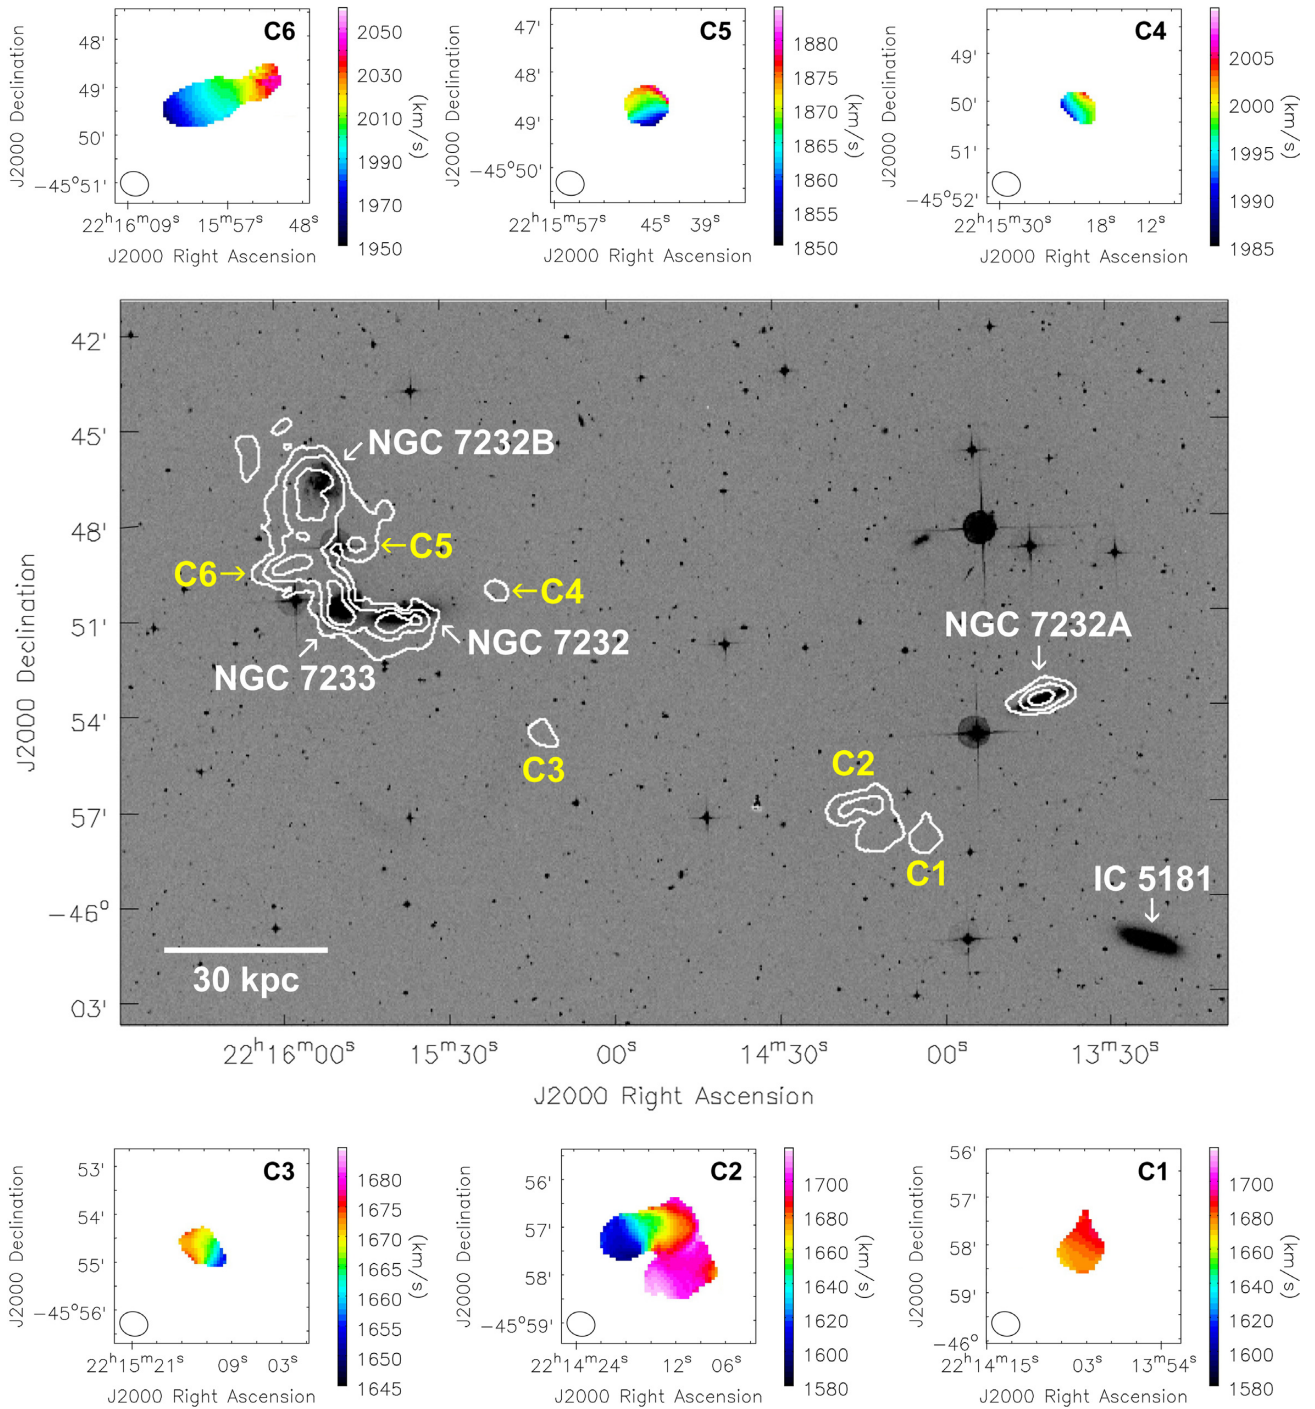 C6
48'
49'
50'
−45°51'
J2000 Declination
22ʰ16ᵐ09ˢ 15ˢ57ˢ 48ˢ
J2000 Right Ascension
2050
2030
2010
1990
1970
1950
(km/s)
C5
47'
48'
49'
−45°50'
J2000 Declination
22ʰ15ᵐ57ˢ 45ˢ 39ˢ
J2000 Right Ascension
1880
1875
1870
1865
1860
1855
1850
(km/s)
C4
49'
50'
51'
−45°52'
J2000 Declination
22ʰ15ᵐ30ˢ 18ˢ 12ˢ
J2000 Right Ascension
2005
2000
1995
1990
1985
(km/s)
42'
45'
48'
51'
54'
57'
−46°
03'
J2000 Declination
NGC 7232B
C5
C6
C4
NGC 7232
NGC 7233
NGC 7232A
C3
C2
C1
IC 5181
30 kpc
22ʰ16ᵐ00ˢ 15ᵐ30ˢ 00ˢ 14ᵐ30ˢ 00ˢ 13ᵐ30ˢ
J2000 Right Ascension
C3
53'
54'
55'
−45°56'
J2000 Declination
22ʰ15ᵐ21ˢ 09ˢ 03ˢ
J2000 Right Ascension
1680
1675
1670
1665
1660
1655
1650
1645
(km/s)
C2
56'
57'
58'
−45°59'
J2000 Declination
22ʰ14ᵐ24ˢ 12ˢ 06ˢ
J2000 Right Ascension
1700
1680
1660
1640
1620
1600
1580
(km/s)
C1
56'
57'
58'
59'
−46°
J2000 Declination
22ʰ14ᵐ15ˢ 03ˢ 13ᵐ54ˢ
J2000 Right Ascension
1700
1680
1660
1640
1620
1600
1580
(km/s)